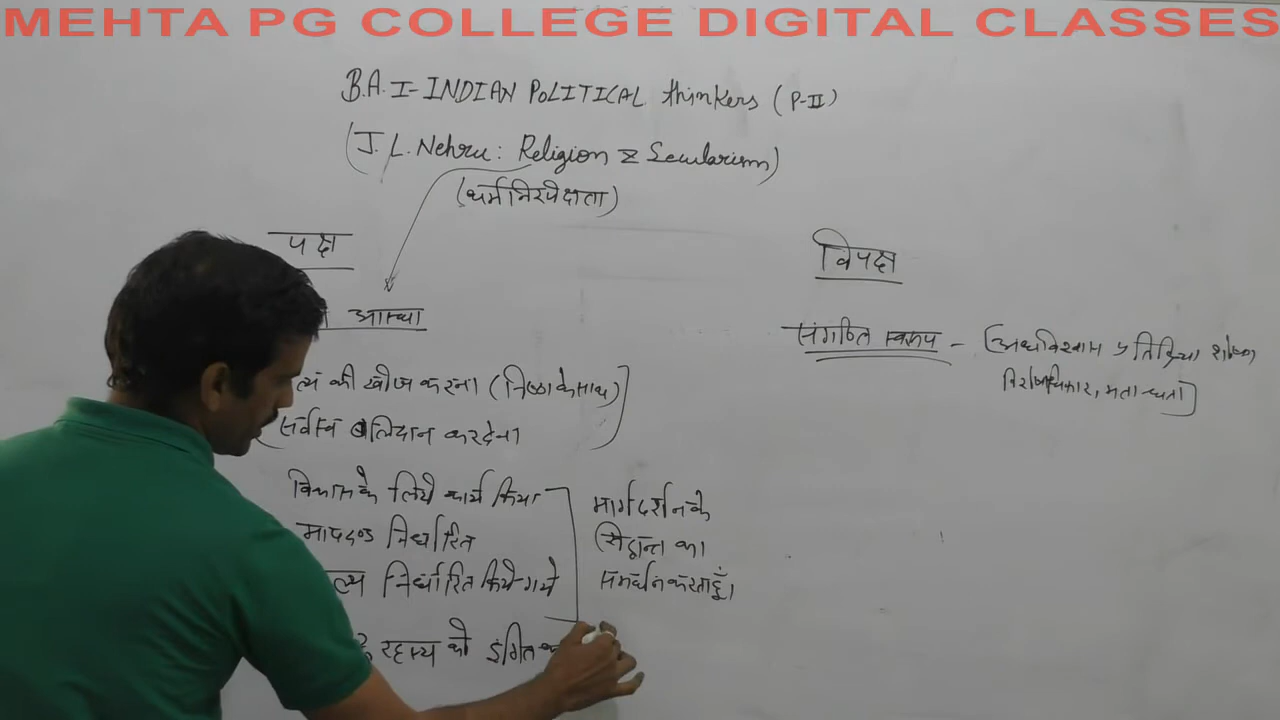 MEHTA PG COLLEGE DIGITAL CLASSES
B.A. I - INDIAN POLITICAL thinkers (P-II)
(J. L. Nehru: Religion & Secularism)
(धर्मनिरपेक्षता)
पक्ष
आस्था
की खोज करना (निष्ठा के साथ)
सर्वस्व बलिदान कर देना
विकास के लिये कार्य किया
मापदण्ड निर्धारित
निर्धारित किये गये
रहस्य को इंगित
मार्गदर्शन के
सिद्धान्त का
समर्थन करता हूँ।
विपक्ष
संगठित स्वरूप - (अंधविश्वास प्रतिक्रिया शोषण
विशेषाधिकार, मतान्धता]